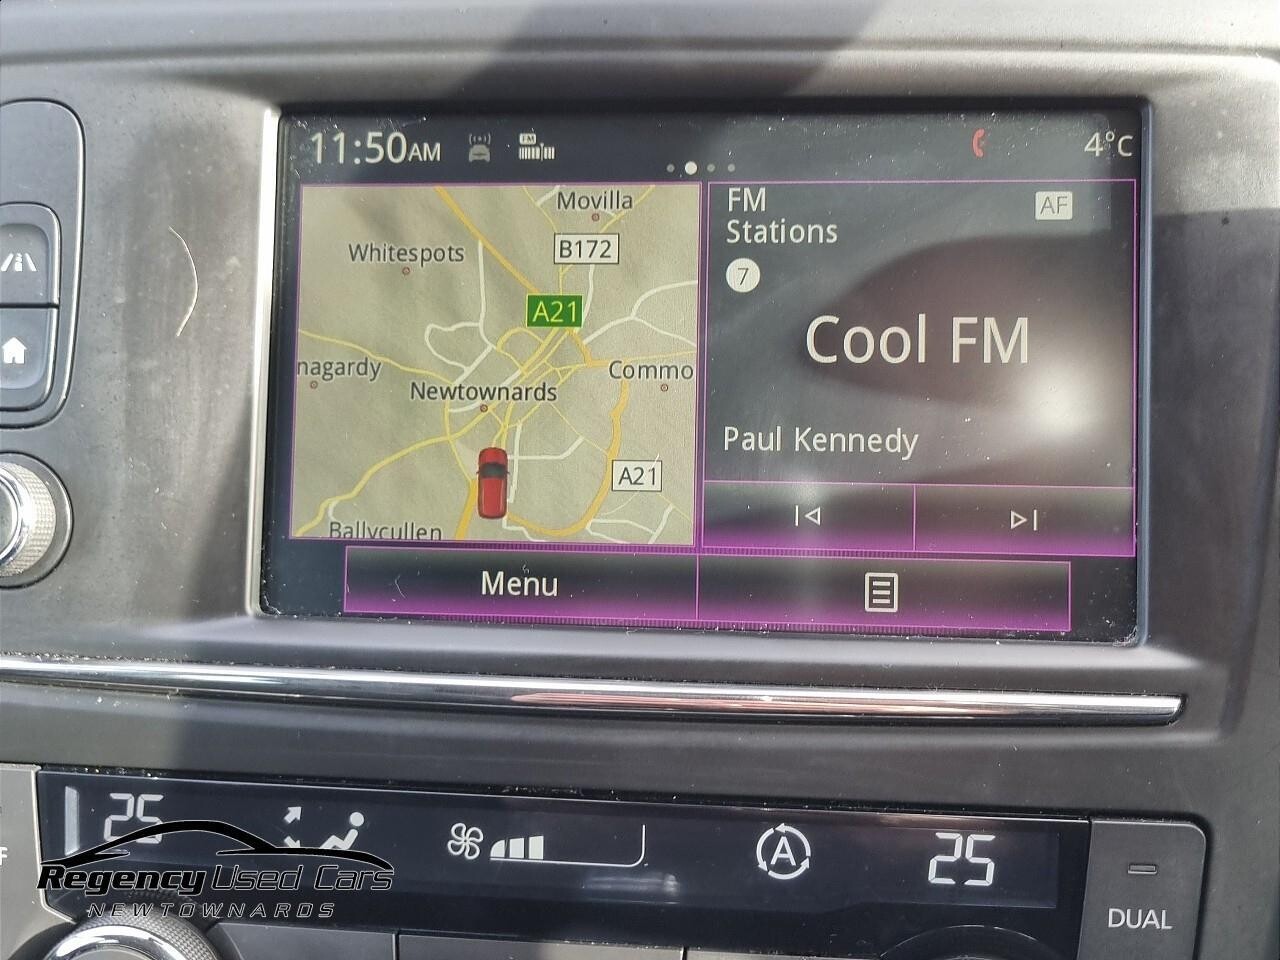 11:50AM
FM
4°C
Movilla
Whitespots
B172
A21
nagardy
Commo
Newtownards
A21
Ballycullen
FM
Stations
AF
7
Cool FM
Paul Kennedy
Menu
25
A
25
F
DUAL
Regency Used Cars
NEWTOWNARDS